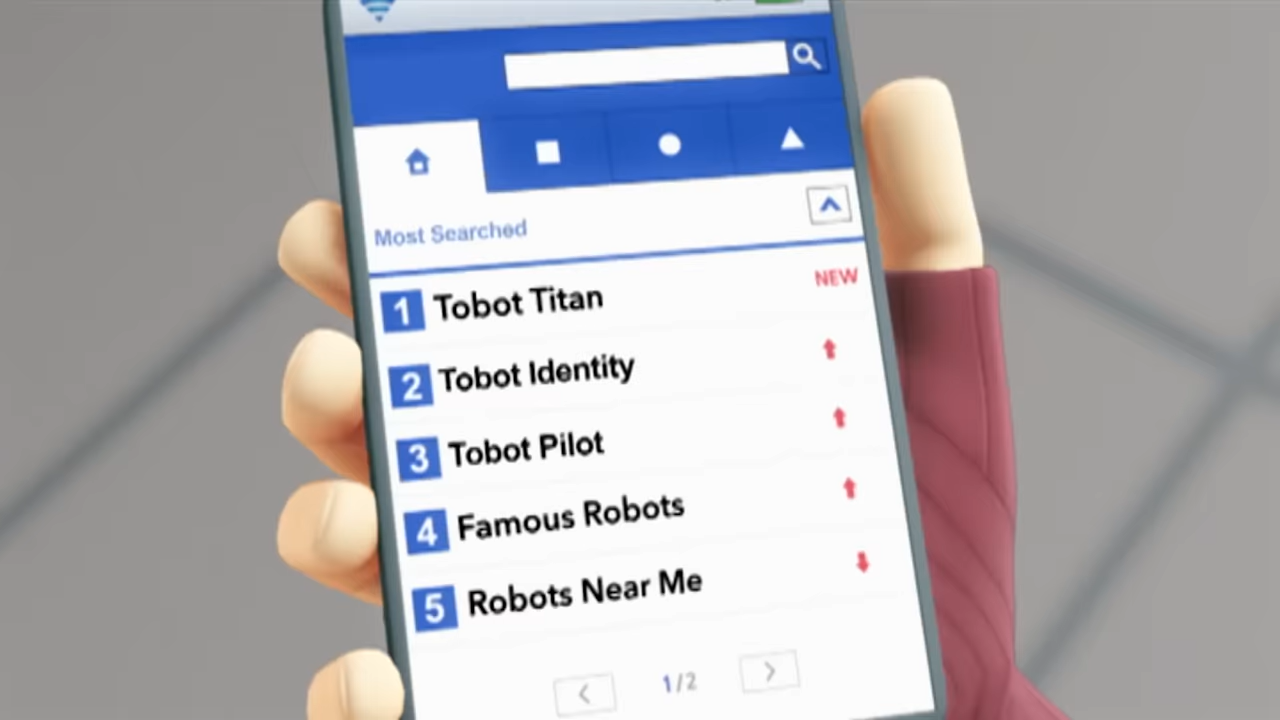 Most Searched
1 Tobot Titan NEW
2 Tobot Identity
3 Tobot Pilot
4 Famous Robots
5 Robots Near Me
1/2